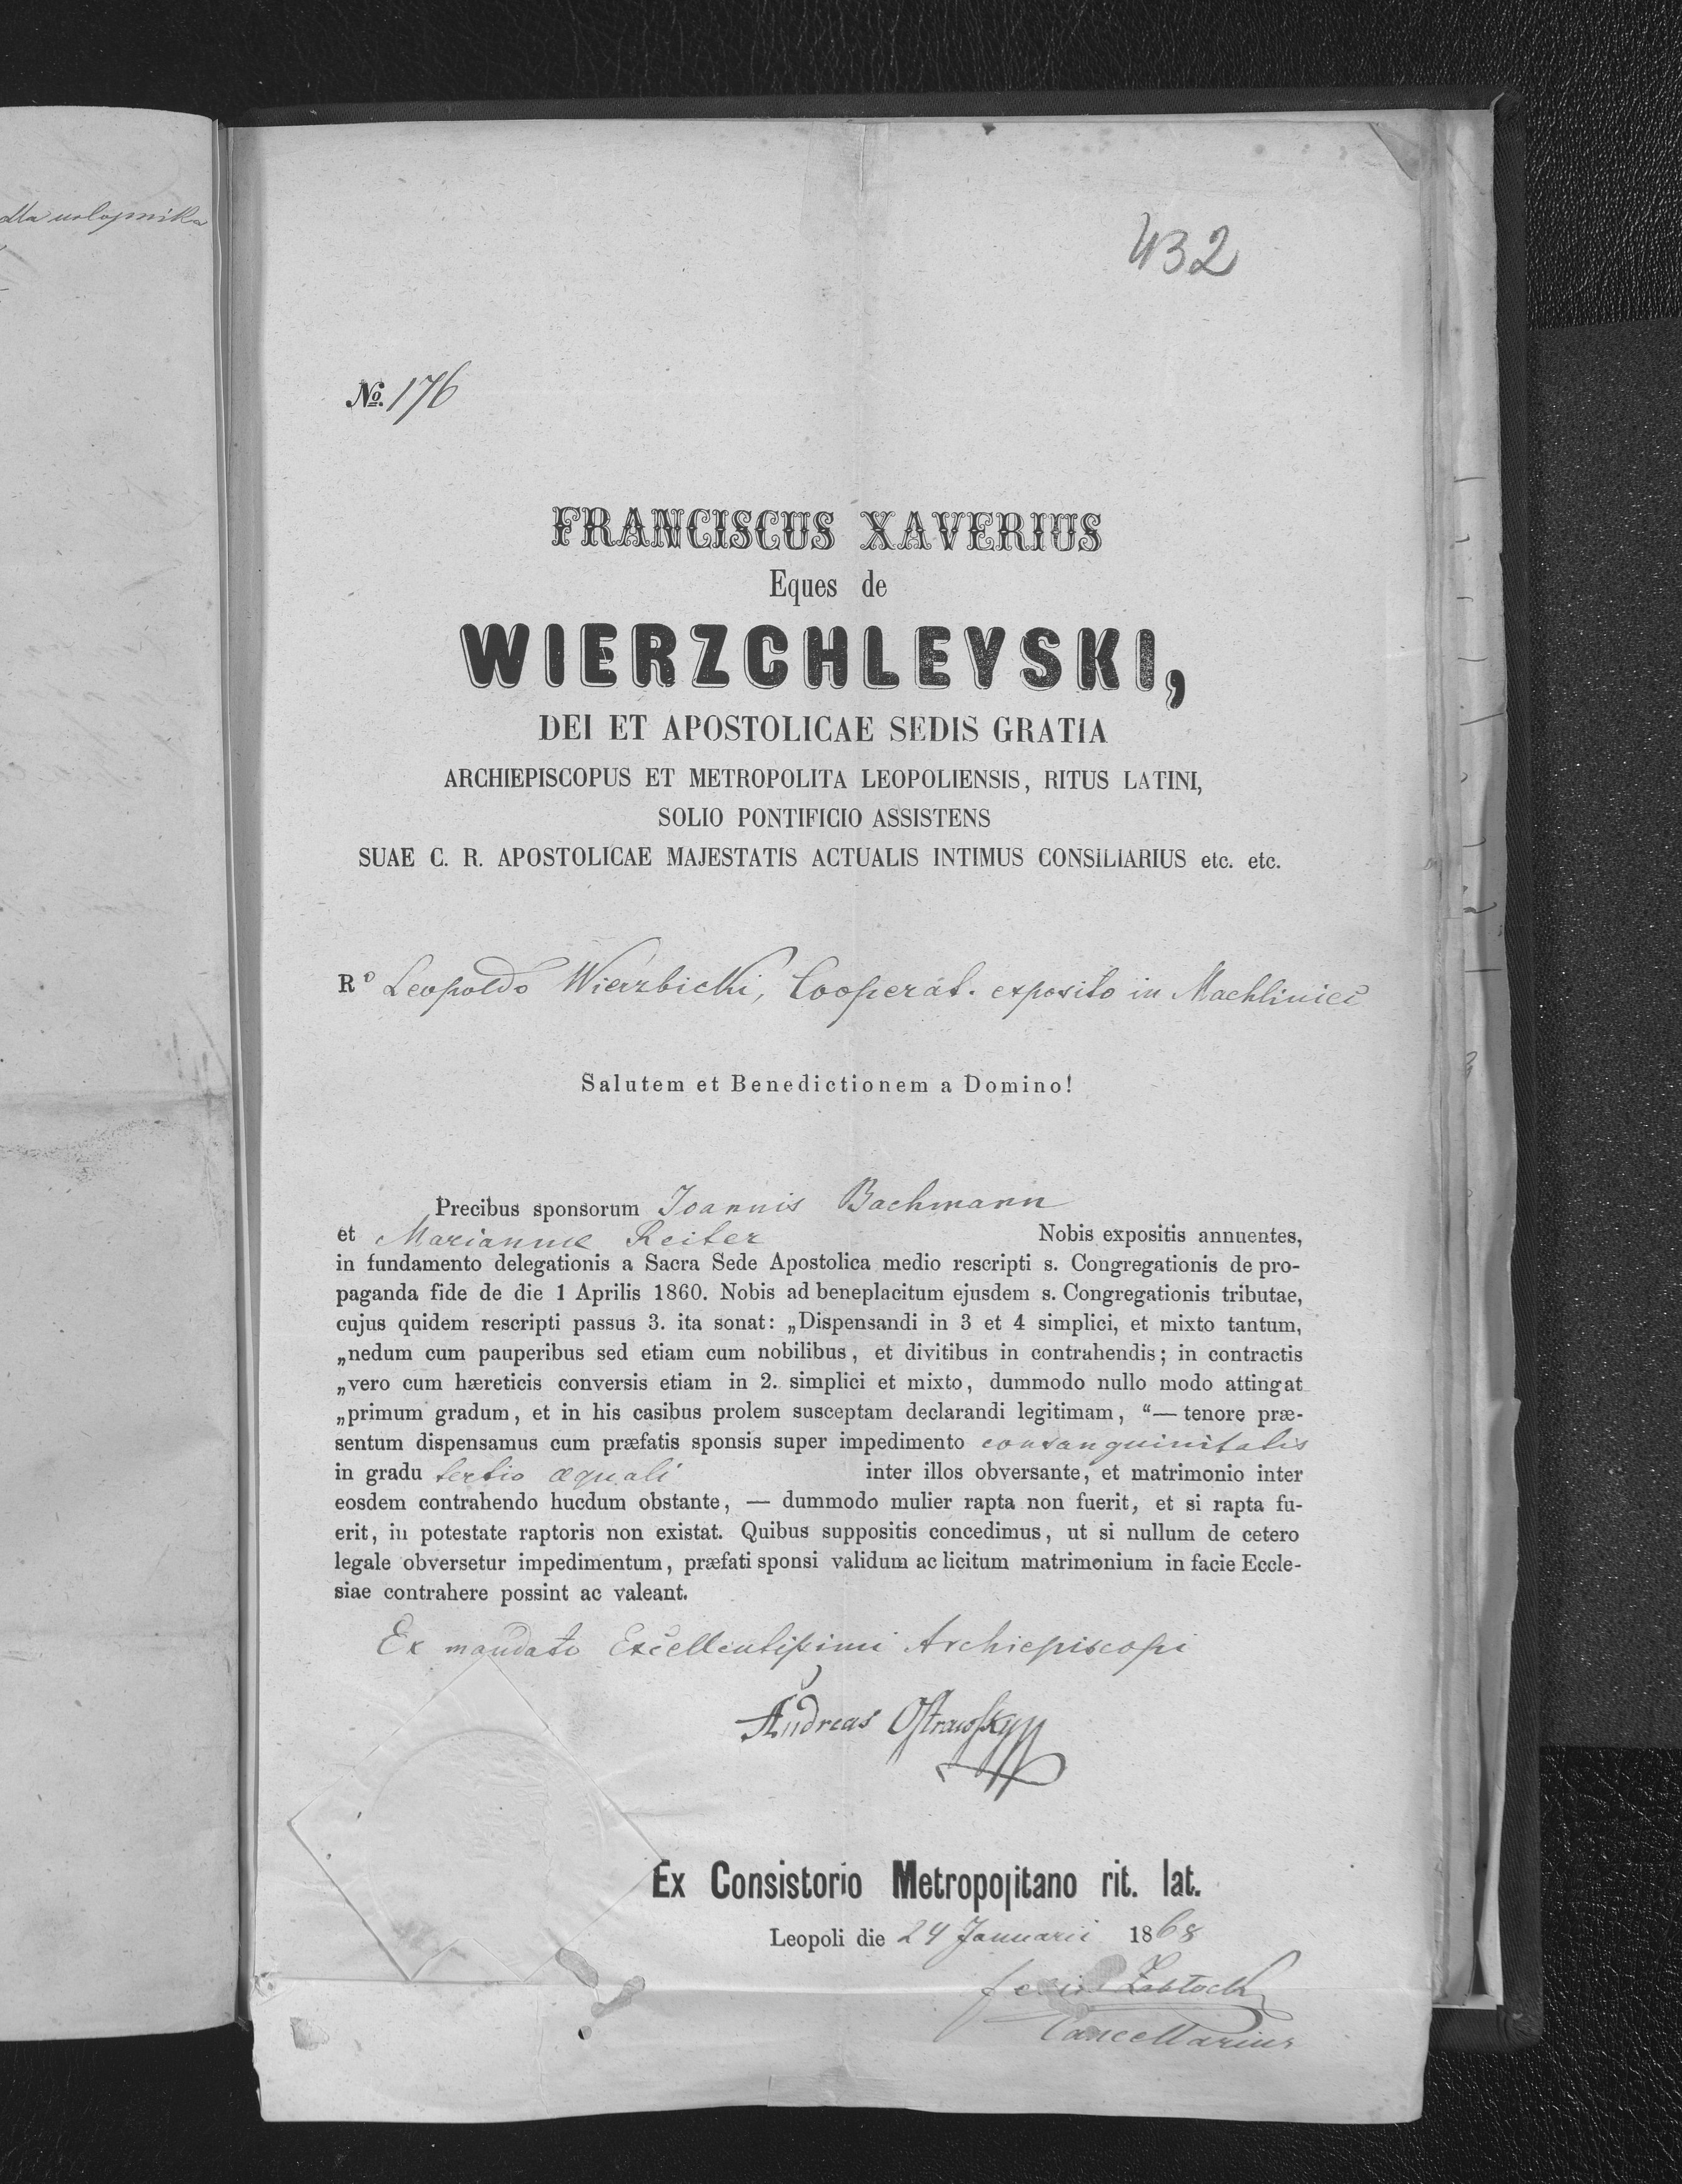 dla urlopnika
432
No. 176
FRANCISCUS XAVERIUS
Eques de
WIERZCHLEYSKI,
DEI ET APOSTOLICAE SEDIS GRATIA
ARCHIEPISCOPUS ET METROPOLITA LEOPOLIENSIS, RITUS LATINI,
SOLIO PONTIFICIO ASSISTENS
SUAE C. R. APOSTOLICAE MAJESTATIS ACTUALIS INTIMUS CONSILIARIUS etc. etc.
R° Leopoldo Wierzbicki, Cooperat. exposito in Machliniec
Salutem et Benedictionem a Domino!
Precibus sponsorum Joannis Bachmann
et Mariannæ Reiter Nobis expositis annuentes,
in fundamento delegationis a Sacra Sede Apostolica medio rescripti s. Congregationis de pro-
paganda fide de die 1 Aprilis 1860. Nobis ad beneplacitum ejusdem s. Congregationis tributae,
cujus quidem rescripti passus 3. ita sonat: „Dispensandi in 3 et 4 simplici, et mixto tantum,
„nedum cum pauperibus sed etiam cum nobilibus, et divitibus in contrahendis; in contractis
„vero cum hæreticis conversis etiam in 2. simplici et mixto, dummodo nullo modo attingat
„primum gradum, et in his casibus prolem susceptam declarandi legitimam, “— tenore præ-
sentum dispensamus cum præfatis sponsis super impedimento consanguinitatis
in gradu tertio æquali inter illos obversante, et matrimonio inter
eosdem contrahendo hucdum obstante, — dummodo mulier rapta non fuerit, et si rapta fu-
erit, in potestate raptoris non existat. Quibus suppositis concedimus, ut si nullum de cetero
legale obversetur impedimentum, præfati sponsi validum ac licitum matrimonium in facie Eccle-
siae contrahere possint ac valeant.
Ex mandato Excellentissimi Archiepiscopi
Andreas Ostrawsky
Ex Consistorio Metropolitano rit. lat.
Leopoli die 24 Januarii 1868
Zabłocki
Cancellarius